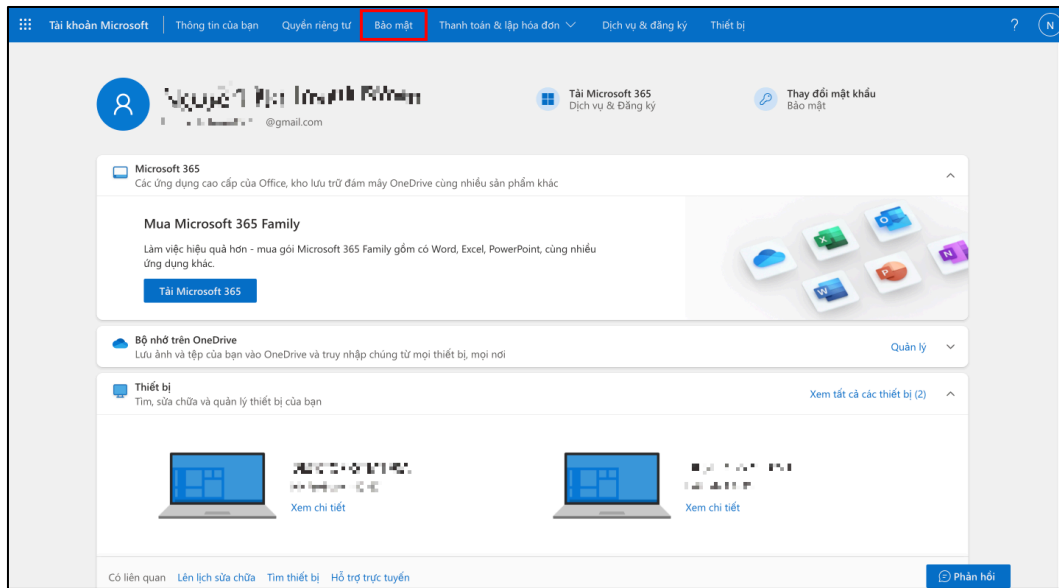 Tài khoản Microsoft Thông tin của bạn Quyền riêng tư Bảo mật Thanh toán & lập hóa đơn Dịch vụ & đăng ký Thiết bị ? N
@gmail.com
Tải Microsoft 365
Dịch vụ & Đăng ký
Thay đổi mật khẩu
Bảo mật
Microsoft 365
Các ứng dụng cao cấp của Office, kho lưu trữ đám mây OneDrive cùng nhiều sản phẩm khác
Mua Microsoft 365 Family
Làm việc hiệu quả hơn - mua gói Microsoft 365 Family gồm có Word, Excel, PowerPoint, cùng nhiều
ứng dụng khác.
Tải Microsoft 365
Bộ nhớ trên OneDrive
Lưu ảnh và tệp của bạn vào OneDrive và truy nhập chúng từ mọi thiết bị, mọi nơi
Quản lý
Thiết bị
Tìm, sửa chữa và quản lý thiết bị của bạn
Xem tất cả các thiết bị (2)
Xem chi tiết
Xem chi tiết
Có liên quan Lên lịch sửa chữa Tìm thiết bị Hỗ trợ trực tuyến
Phản hồi